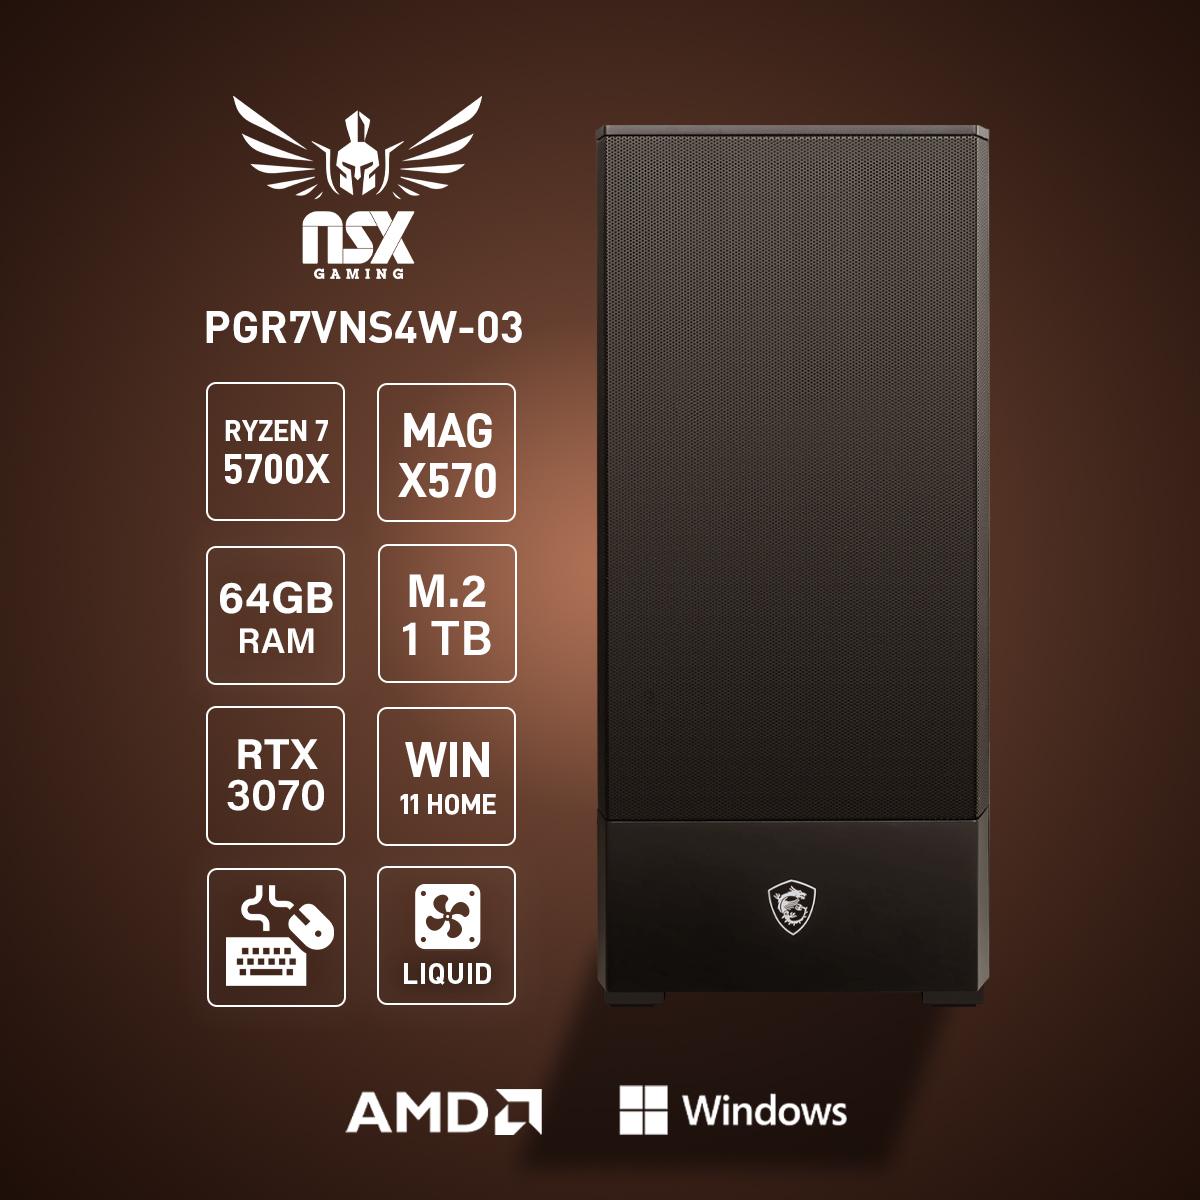 NSX
GAMING
PGR7VNS4W-03
RYZEN 7
5700X
MAG
X570
64GB
RAM
M.2
1 TB
RTX
3070
WIN
11 HOME
LIQUID
AMD
Windows